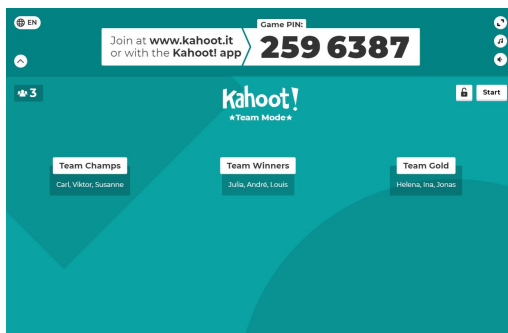 EN
Game PIN:
Join at www.kahoot.it
or with the Kahoot! app
259 6387
3
Kahoot!
★Team Mode★
Start
Team Champs
Carl, Viktor, Susanne
Team Winners
Julia, André, Louis
Team Gold
Helena, Ina, Jonas